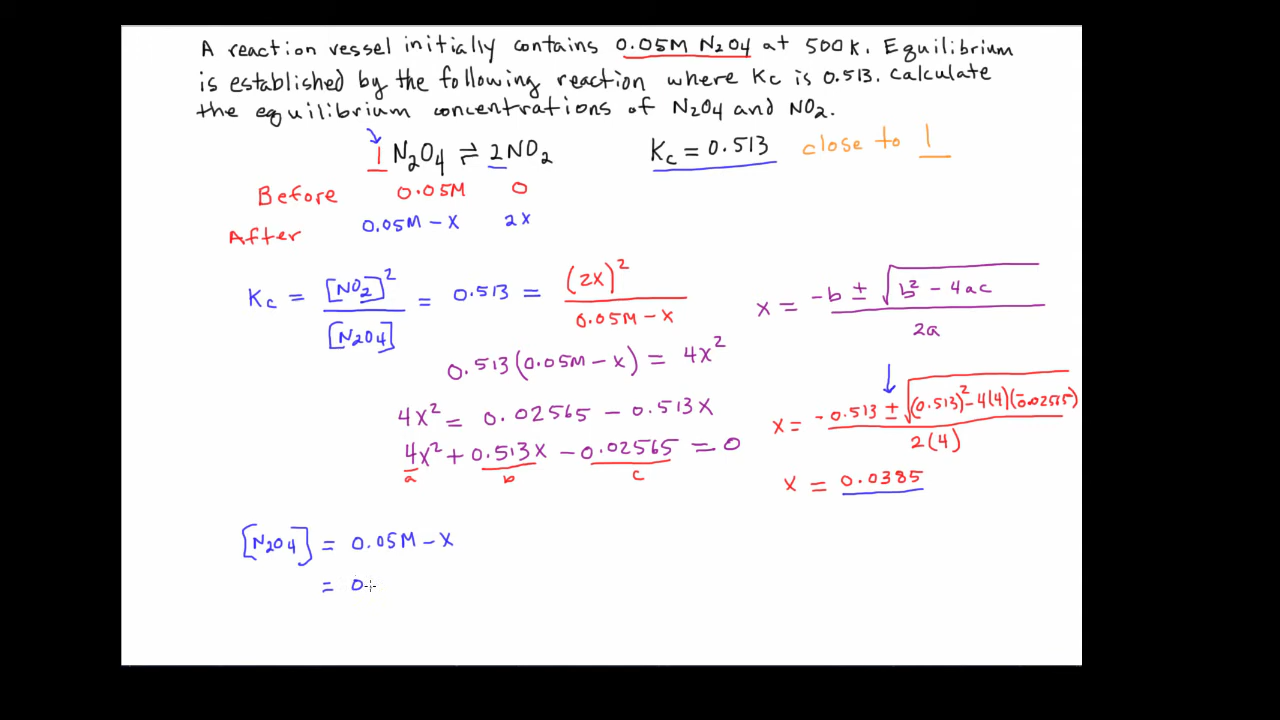 A reaction vessel initially contains 0.05M N2O4 at 500K. Equilibrium
is established by the following reaction where Kc is 0.513. Calculate
the equilibrium concentrations of N2O4 and NO2.
1 N2O4 ⇌ 2NO2 Kc = 0.513 close to 1
Before 0.05M 0
After 0.05M - x 2x
Kc = [NO2]^2 / [N2O4] = 0.513 = (2x)^2 / 0.05M - x
x = -b ± √(b^2 - 4ac) / 2a
0.513(0.05M - x) = 4x^2
4x^2 = 0.02565 - 0.513x
x = -0.513 ± √((0.513)^2 - 4(4)(-0.02565)) / 2(4)
4x^2 + 0.513x - 0.02565 = 0
a b c
x = 0.0385
[N2O4] = 0.05M - x
= 0.